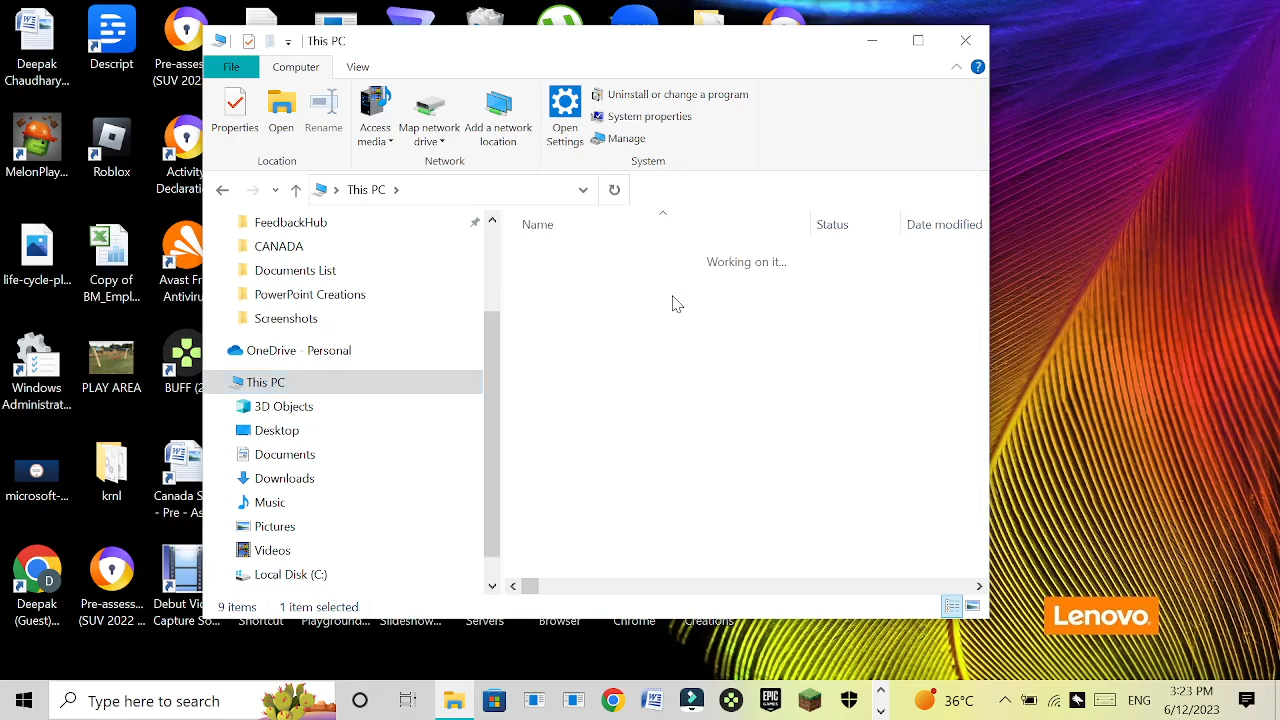 Deepak
Chaudhary...
Descript
Pre-assess...
(SUV 202
MelonPlay...
Roblox
Activity
Declarati
life-cycle-pl...
Copy of
BM_Empl...
Avast Fr
Antivirus
Windows
Administrat...
PLAY AREA
BUFF (2
microsoft-...
krnl
Canada S
- Pre - As
D
Deepak
(Guest)...
Pre-assess...
(SUV 2022 ...
Debut Vid
Capture So...
Shortcut
Playground...
Slideshow...
Servers
Browser
Chrome
Creations
This PC
File
Computer
View
Properties
Open
Rename
Location
Access
media
Map network
drive
Add a network
location
Network
Open
Settings
Uninstall or change a program
System properties
Manage
System
This PC
FeedbackHub
CANADA
Documents List
PowerPoint Creations
Screenshots
OneDrive - Personal
This PC
3D Objects
Desktop
Documents
Downloads
Music
Pictures
Videos
Local Disk (C:)
Name
Status
Date modified
Working on it...
9 items
1 item selected
Lenovo
Type here to search
EPIC
GAMES
36°C
ENG
3:23 PM
6/12/2023